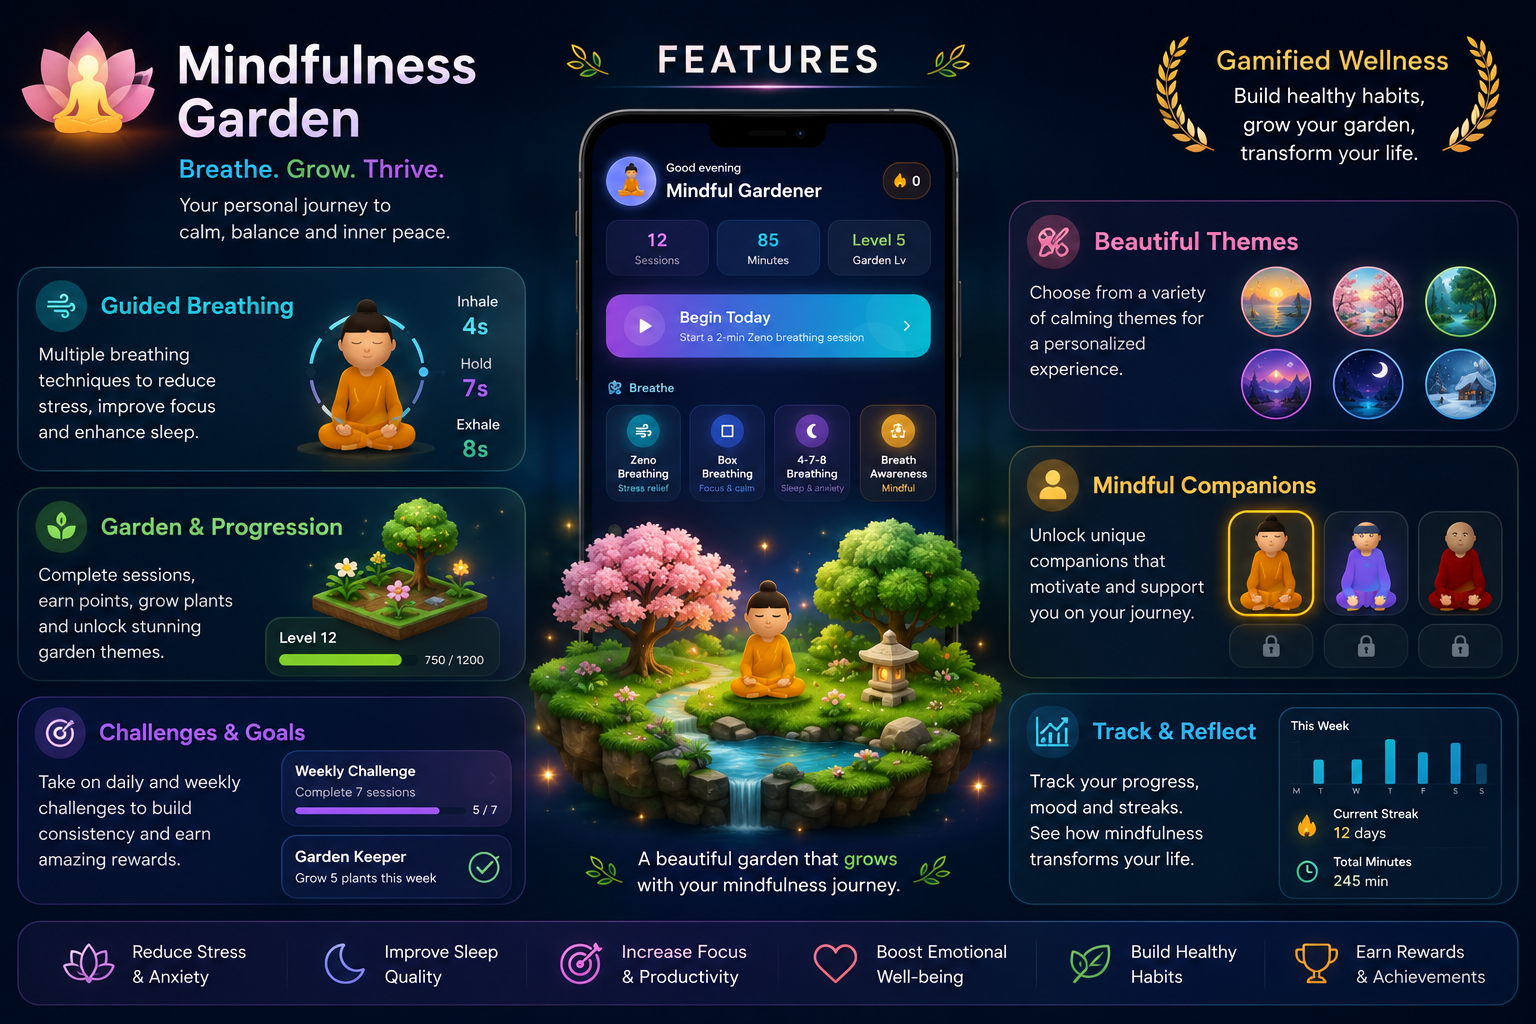 Mindfulness
Garden
Breathe. Grow. Thrive.
Your personal journey to
calm, balance and inner peace.
FEATURES
Gamified Wellness
Build healthy habits,
grow your garden,
transform your life.
Guided Breathing
Multiple breathing
techniques to reduce
stress, improve focus
and enhance sleep.
Inhale
4s
Hold
7s
Exhale
8s
Garden & Progression
Complete sessions,
earn points, grow plants
and unlock stunning
garden themes.
Level 12
750 / 1200
Challenges & Goals
Take on daily and weekly
challenges to build
consistency and earn
amazing rewards.
Weekly Challenge
Complete 7 sessions
5 / 7
Garden Keeper
Grow 5 plants this week
Good evening
Mindful Gardener
0
12
Sessions
85
Minutes
Level 5
Garden Lv
Begin Today
Start a 2-min Zeno breathing session
Breathe
Zeno
Breathing
Stress relief
Box
Breathing
Focus & calm
4-7-8
Breathing
Sleep & anxiety
Breath
Awareness
Mindful
A beautiful garden that grows
with your mindfulness journey.
Beautiful Themes
Choose from a variety
of calming themes for
a personalized
experience.
Mindful Companions
Unlock unique
companions that
motivate and support
you on your journey.
Track & Reflect
Track your progress,
mood and streaks.
See how mindfulness
transforms your life.
This Week
M T W T F S S
Current Streak
12 days
Total Minutes
245 min
Reduce Stress
& Anxiety
Improve Sleep
Quality
Increase Focus
& Productivity
Boost Emotional
Well-being
Build Healthy
Habits
Earn Rewards
& Achievements